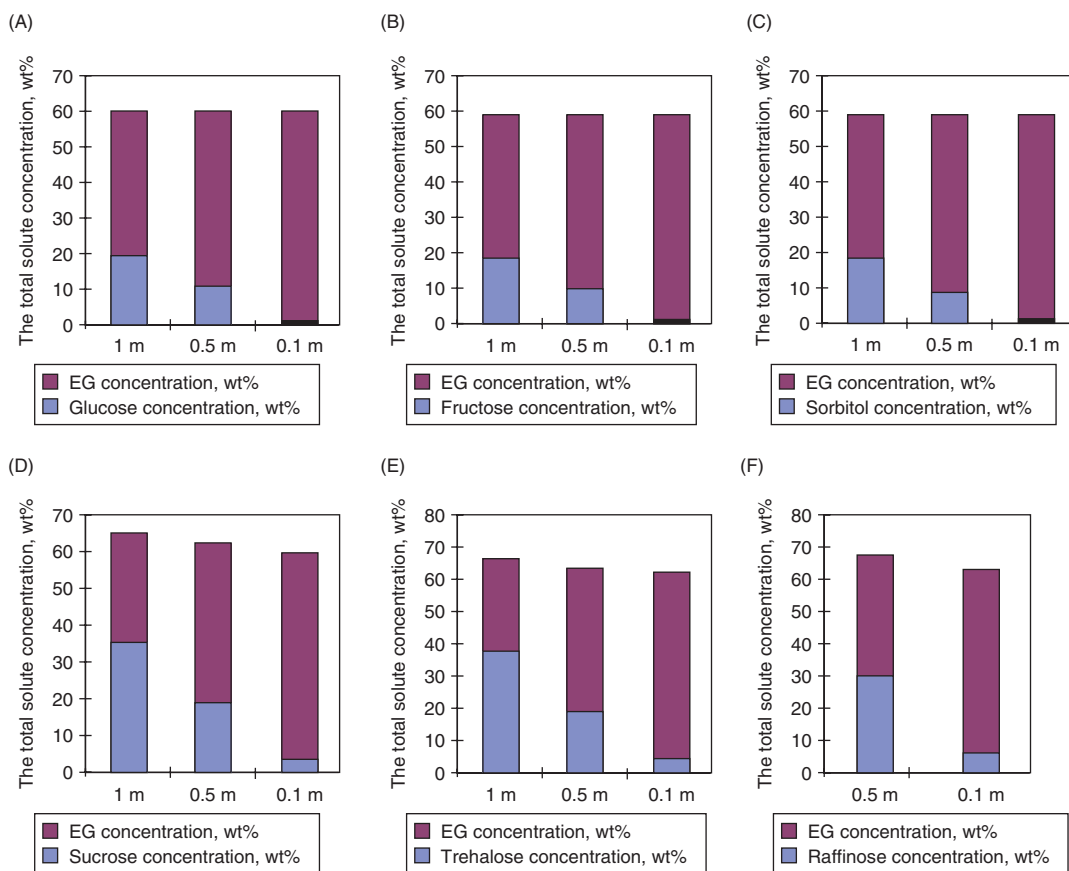 (A)
The total solute concentration, wt%
70
60
50
40
30
20
10
0
1 m 0.5 m 0.1 m
EG concentration, wt%
Glucose concentration, wt%
(B)
The total solute concentration, wt%
70
60
50
40
30
20
10
0
1 m 0.5 m 0.1 m
EG concentration, wt%
Fructose concentration, wt%
(C)
The total solute concentration, wt%
70
60
50
40
30
20
10
0
1 m 0.5 m 0.1 m
EG concentration, wt%
Sorbitol concentration, wt%
(D)
The total solute concentration, wt%
70
60
50
40
30
20
10
0
1 m 0.5 m 0.1 m
EG concentration, wt%
Sucrose concentration, wt%
(E)
The total solute concentration, wt%
80
70
60
50
40
30
20
10
0
1 m 0.5 m 0.1 m
EG concentration, wt%
Trehalose concentration, wt%
(F)
The total solute concentration, wt%
80
70
60
50
40
30
20
10
0
0.5 m 0.1 m
EG concentration, wt%
Raffinose concentration, wt%